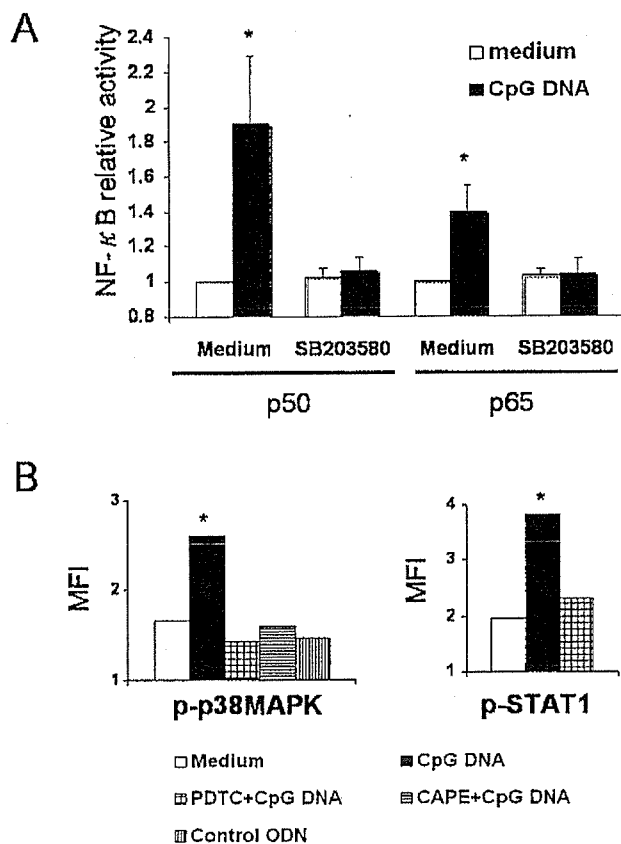 A
NF-κB relative activity
2.4
2.2
2
1.8
1.6
1.4
1.2
1
0.8
*
*
medium
CpG DNA
Medium SB203580 Medium SB203580
p50 p65
B
MFI
3
2
1
*
p-p38MAPK
MFI
4
3
2
1
*
p-STAT1
Medium CpG DNA
PDTC+CpG DNA CAPE+CpG DNA
Control ODN